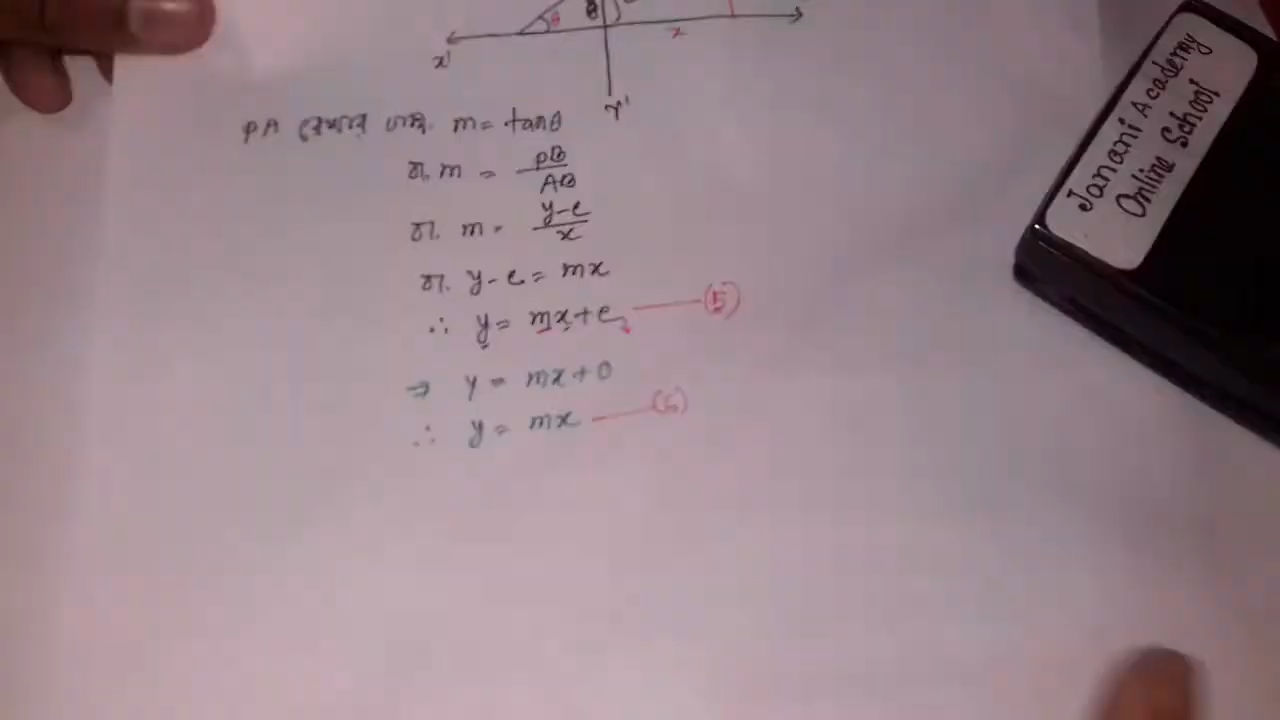 θ
x
x'
Y'
PA রেখার ঢাল. m = tanθ
বা. m = PB/AB
বা. m = y-c/x
বা. y-c = mx
∴ y = mx+c —— (5)
⇒ y = mx+0
∴ y = mx —— (6)
Janani Academy
Online School